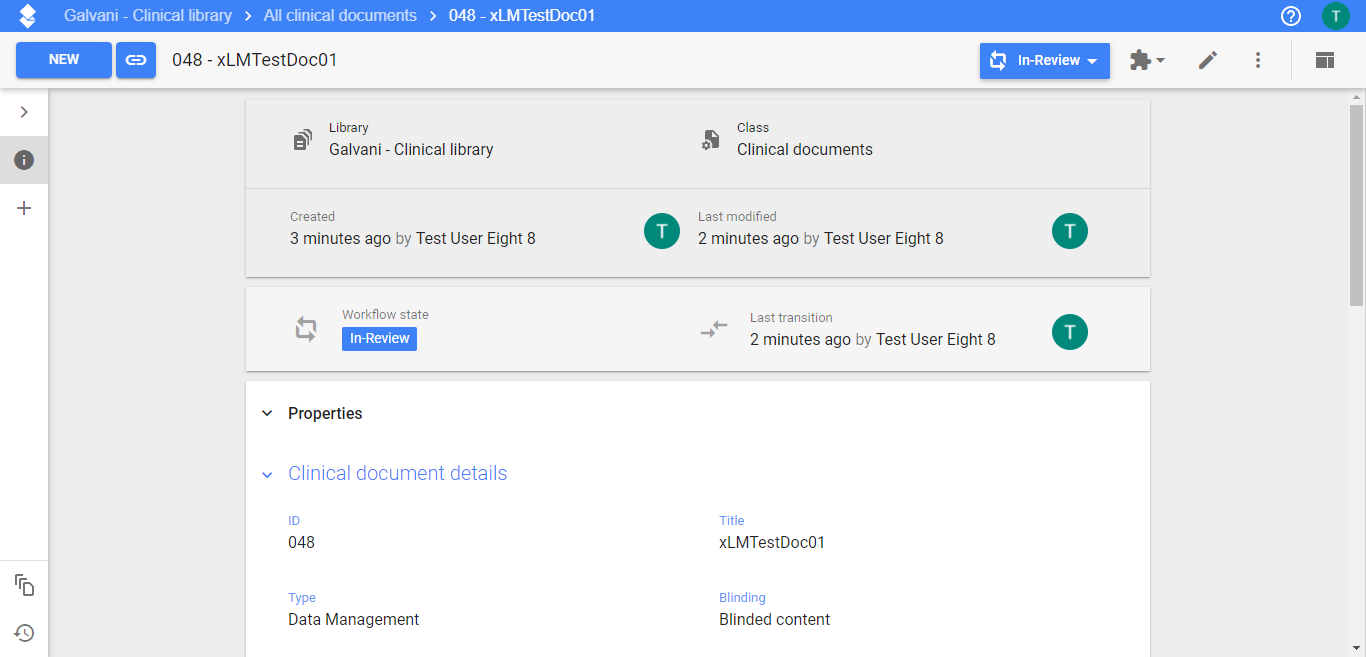 Galvani - Clinical library > All clinical documents > 048 - xLMTestDoc01
T
NEW
048 - xLMTestDoc01
In-Review
Library
Galvani - Clinical library
Class
Clinical documents
Created
3 minutes ago by Test User Eight 8
T
Last modified
2 minutes ago by Test User Eight 8
T
Workflow state
In-Review
Last transition
2 minutes ago by Test User Eight 8
T
Properties
Clinical document details
ID
048
Title
xLMTestDoc01
Type
Data Management
Blinding
Blinded content